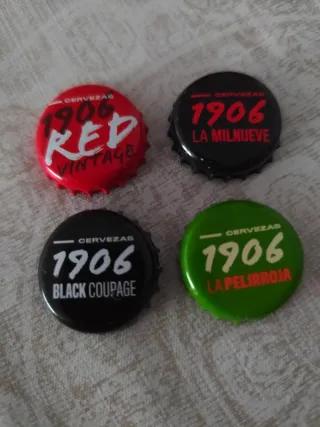 CERVEZAS
1906
RED
VINTAGE
CERVEZAS
1906
LA MILNUEVE
CERVEZAS
1906
BLACK COUPAGE
CERVEZAS
1906
LA PELIRROJA